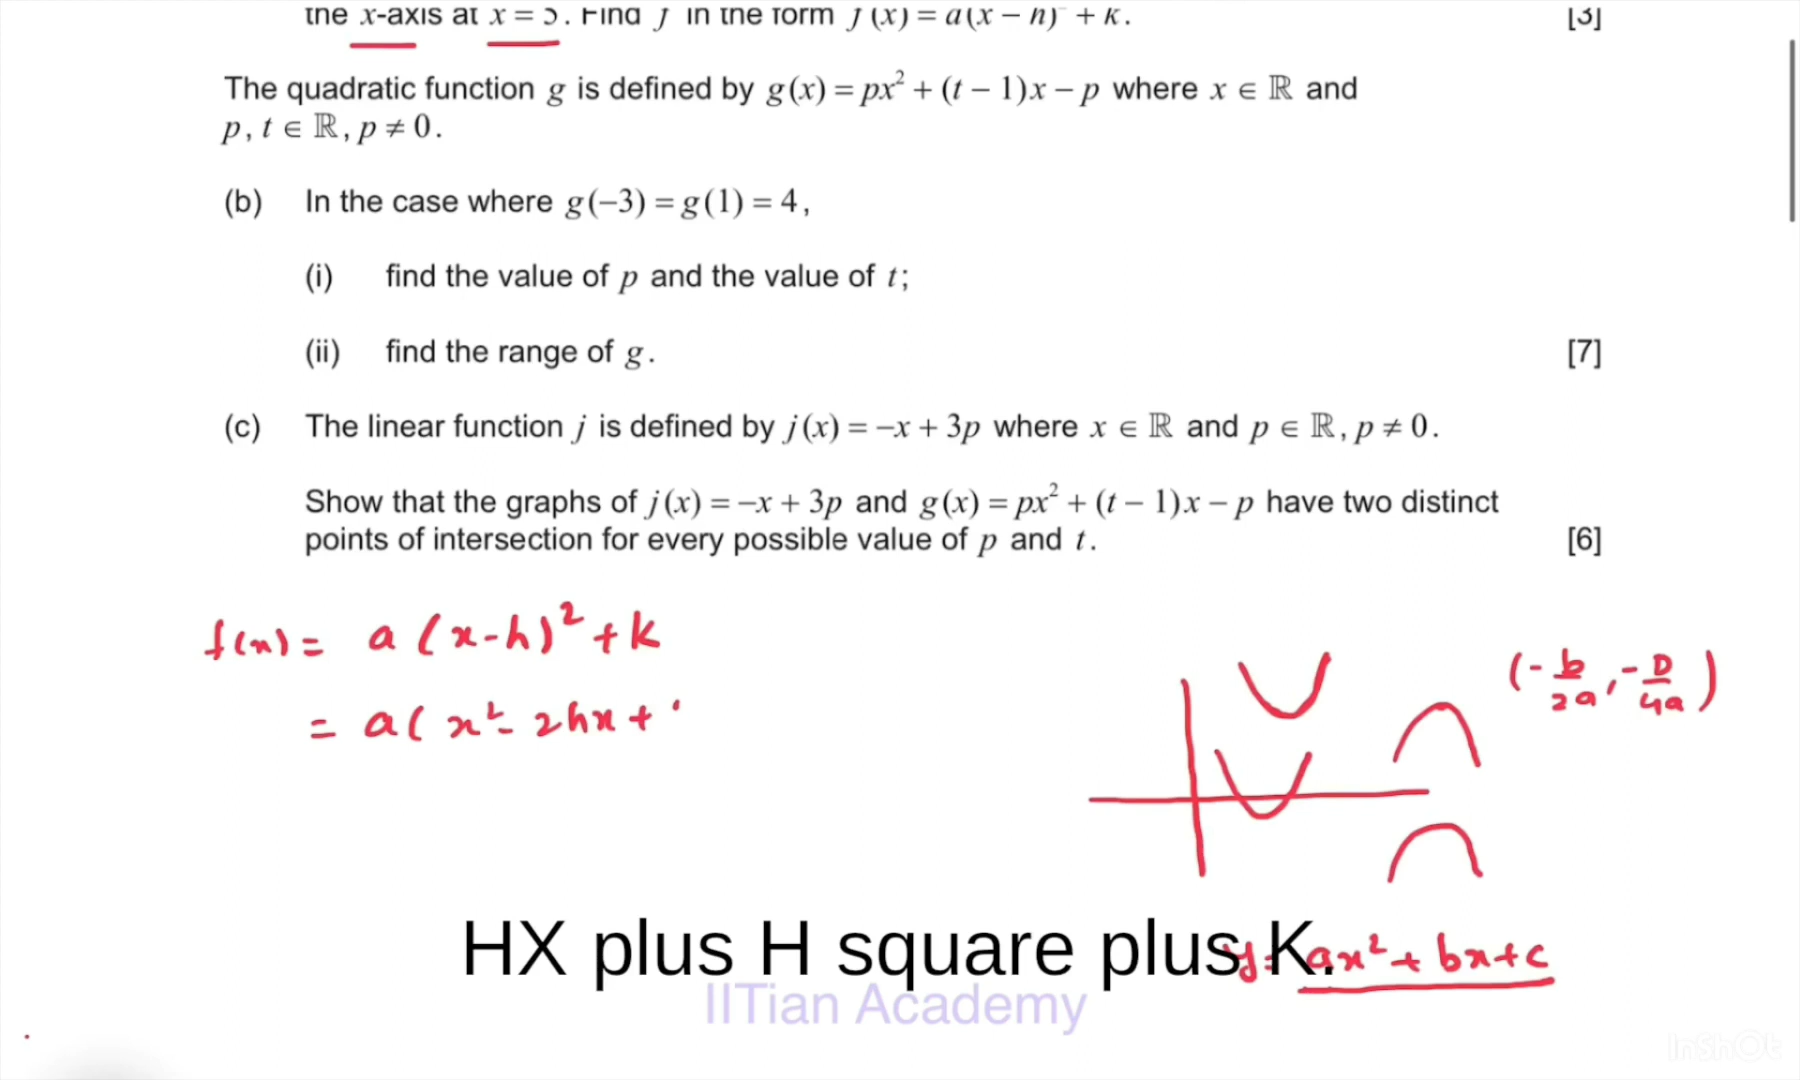 the x-axis at x = 5. Find f in the form f(x) = a(x − h)² + k. [3]
The quadratic function g is defined by g(x) = px² + (t − 1)x − p where x ∈ ℝ and
p, t ∈ ℝ, p ≠ 0.
(b) In the case where g(−3) = g(1) = 4,
(i) find the value of p and the value of t;
(ii) find the range of g. [7]
(c) The linear function j is defined by j(x) = −x + 3p where x ∈ ℝ and p ∈ ℝ, p ≠ 0.
Show that the graphs of j(x) = −x + 3p and g(x) = px² + (t − 1)x − p have two distinct
points of intersection for every possible value of p and t. [6]
f(x) = a(x-h)² + k
= a(x² - 2hx +
(-b/2a, -D/4a)
HX plus H square plus K.
y = ax² + bx + c
IITian Academy
InShOt